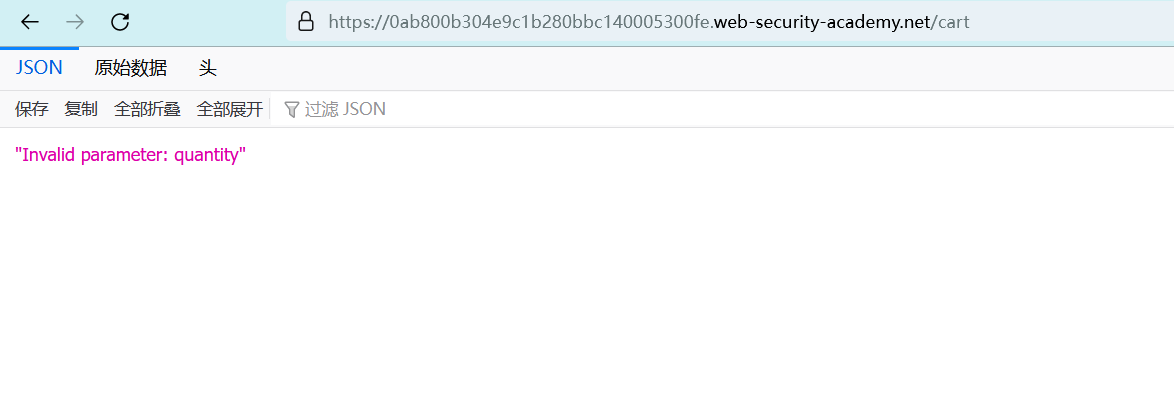 https://0ab800b304e9c1b280bbc140005300fe.web-security-academy.net/cart
JSON 原始数据 头
保存 复制 全部折叠 全部展开 过滤 JSON
"Invalid parameter: quantity"